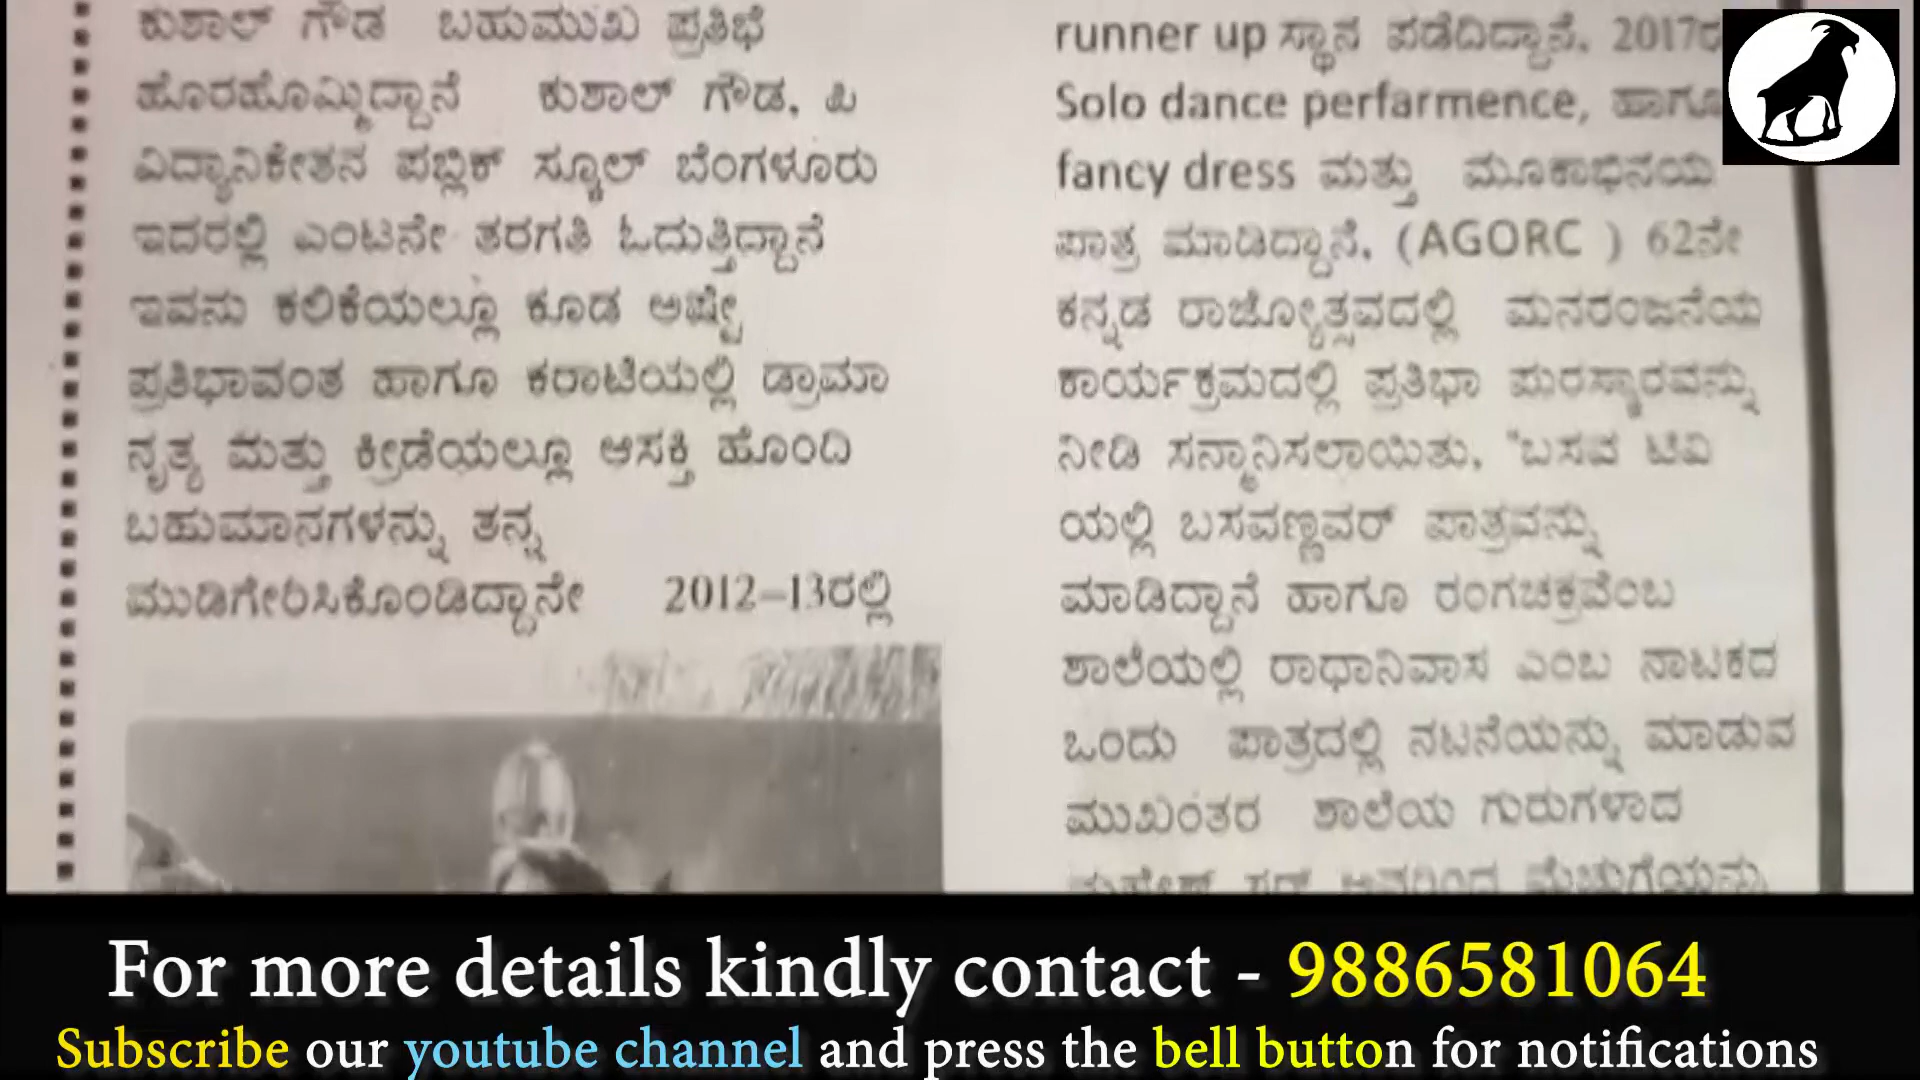 ಕುಶಾಲ್ ಗೌಡ ಬಹುಮುಖ ಪ್ರತಿಭೆ
ಹೊರಹೊಮ್ಮಿದ್ದಾನೆ ಕುಶಾಲ್ ಗೌಡ, ಪಿ
ವಿದ್ಯಾನಿಕೇತನ ಪಬ್ಲಿಕ್ ಸ್ಕೂಲ್ ಬೆಂಗಳೂರು
ಇದರಲ್ಲಿ ಎಂಟನೇ ತರಗತಿ ಓದುತ್ತಿದ್ದಾನೆ
ಇವನು ಕಲಿಕೆಯಲ್ಲೂ ಕೂಡ ಅಷ್ಟೇ
ಪ್ರತಿಭಾವಂತ ಹಾಗೂ ಕರಾಟೆಯಲ್ಲಿ ಡ್ರಾಮಾ
ನೃತ್ಯ ಮತ್ತು ಕ್ರೀಡೆಯಲ್ಲೂ ಆಸಕ್ತಿ ಹೊಂದಿ
ಬಹುಮಾನಗಳನ್ನು ತನ್ನ
ಮುಡಿಗೇರಿಸಿಕೊಂಡಿದ್ದಾನೇ 2012–13ರಲ್ಲಿ
runner up ಸ್ಥಾನ ಪಡೆದಿದ್ದಾನೆ, 2017ರ
Solo dance perfarmence, ಹಾಗೂ
fancy dress ಮತ್ತು ಮೂಕಾಭಿನಯ
ಪಾತ್ರ ಮಾಡಿದ್ದಾನೆ, (AGORC ) 62ನೇ
ಕನ್ನಡ ರಾಜ್ಯೋತ್ಸವದಲ್ಲಿ ಮನರಂಜನೆಯ
ಕಾರ್ಯಕ್ರಮದಲ್ಲಿ ಪ್ರತಿಭಾ ಪುರಸ್ಕಾರವನ್ನು
ನೀಡಿ ಸನ್ಮಾನಿಸಲಾಯಿತು, "ಬಸವ ಟಿವಿ
ಯಲ್ಲಿ ಬಸವಣ್ಣವರ್ ಪಾತ್ರವನ್ನು
ಮಾಡಿದ್ದಾನೆ ಹಾಗೂ ರಂಗಚಕ್ರವೆಂಬ
ಶಾಲೆಯಲ್ಲಿ ರಾಧಾನಿವಾಸ ಎಂಬ ನಾಟಕದ
ಒಂದು ಪಾತ್ರದಲ್ಲಿ ನಟನೆಯನ್ನು ಮಾಡುವ
ಮುಖಂತರ ಶಾಲೆಯ ಗುರುಗಳಾದ
ಸರ್ ಅವರಿಂದ ಮೆಚುಗೆಯನ್ನು
For more details kindly contact - 9886581064
Subscribe our youtube channel and press the bell button for notifications